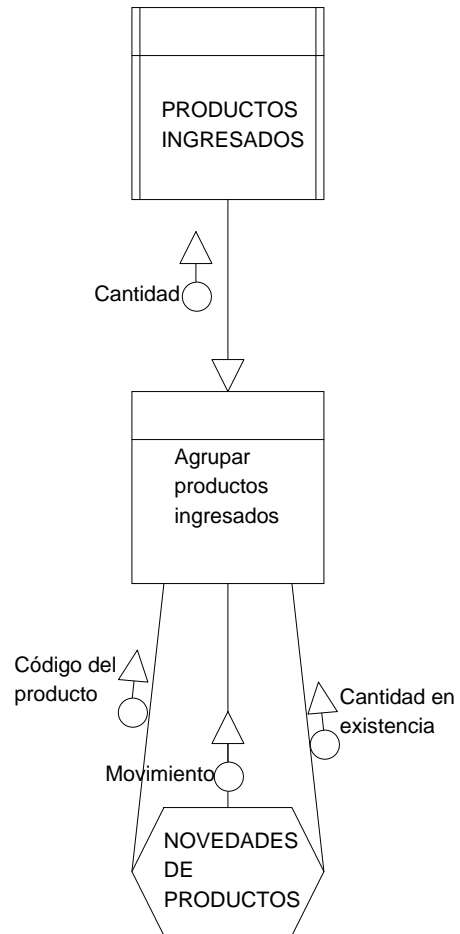 PRODUCTOS
INGRESADOS
Cantidad
Agrupar
productos
ingresados
Código del
producto
Cantidad en
existencia
Movimiento
NOVEDADES
DE
PRODUCTOS